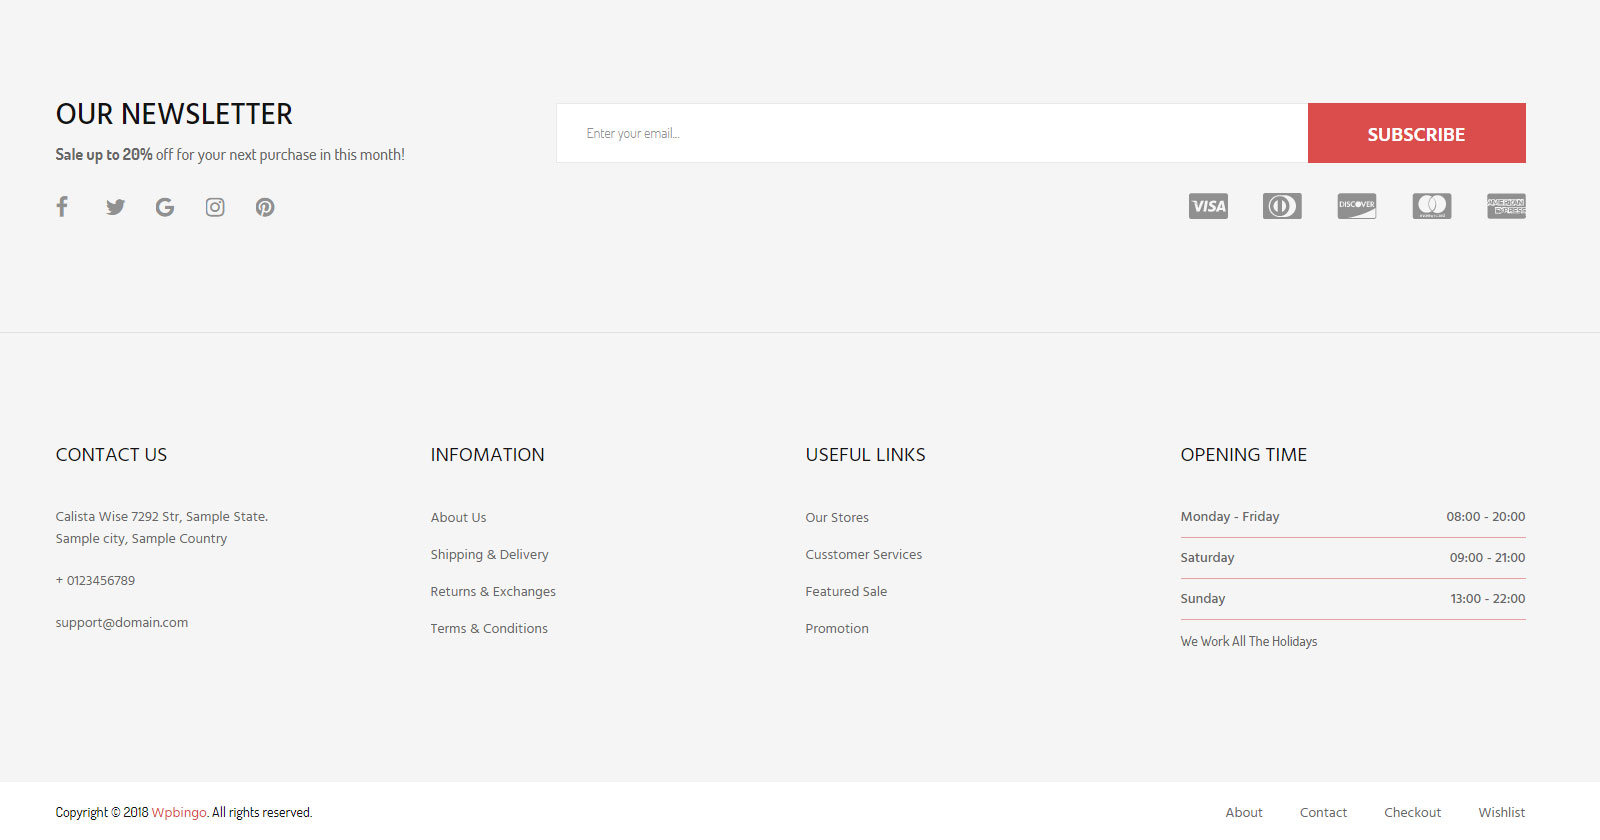 OUR NEWSLETTER
Sale up to 20% off for your next purchase in this month!
Enter your email...
SUBSCRIBE
VISA
DISCOVER
AMERICAN
EXPRESS
CONTACT US
Calista Wise 7292 Str, Sample State.
Sample city, Sample Country
+ 0123456789
support@domain.com
INFOMATION
About Us
Shipping & Delivery
Returns & Exchanges
Terms & Conditions
USEFUL LINKS
Our Stores
Cusstomer Services
Featured Sale
Promotion
OPENING TIME
Monday - Friday 08:00 - 20:00
Saturday 09:00 - 21:00
Sunday 13:00 - 22:00
We Work All The Holidays
Copyright © 2018 Wpbingo. All rights reserved.
About Contact Checkout Wishlist